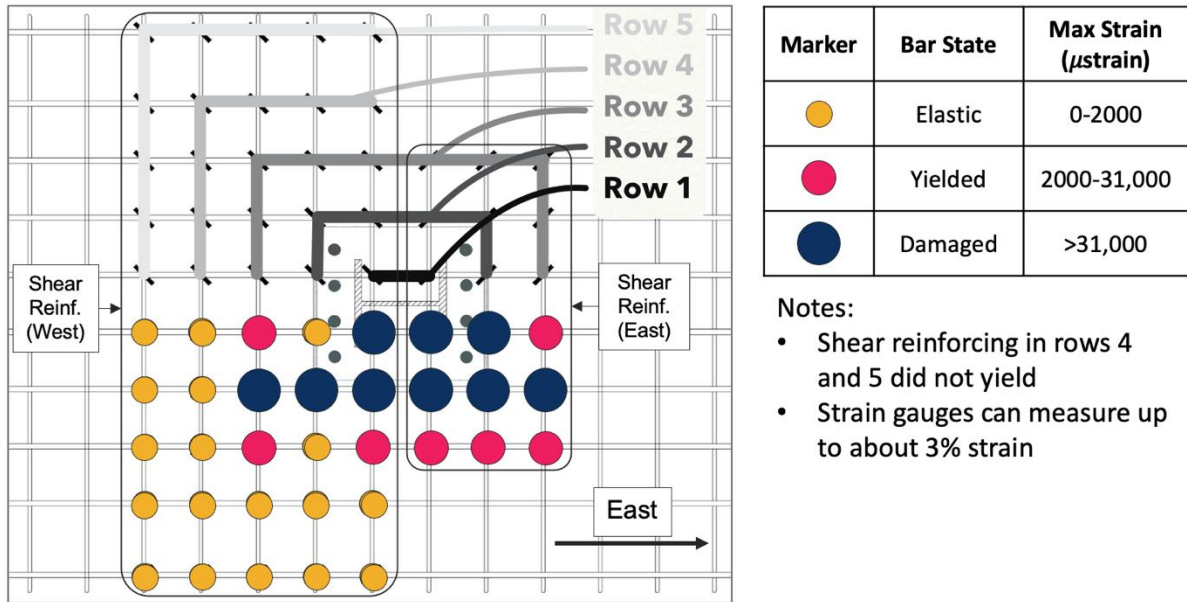 Row 5
Row 4
Row 3
Row 2
Row 1
Shear
Reinf.
(West)
Shear
Reinf.
(East)
East
Marker
Bar State
Max Strain
(μstrain)
Elastic
0-2000
Yielded
2000-31,000
Damaged
>31,000
Notes:
• Shear reinforcing in rows 4
and 5 did not yield
• Strain gauges can measure up
to about 3% strain